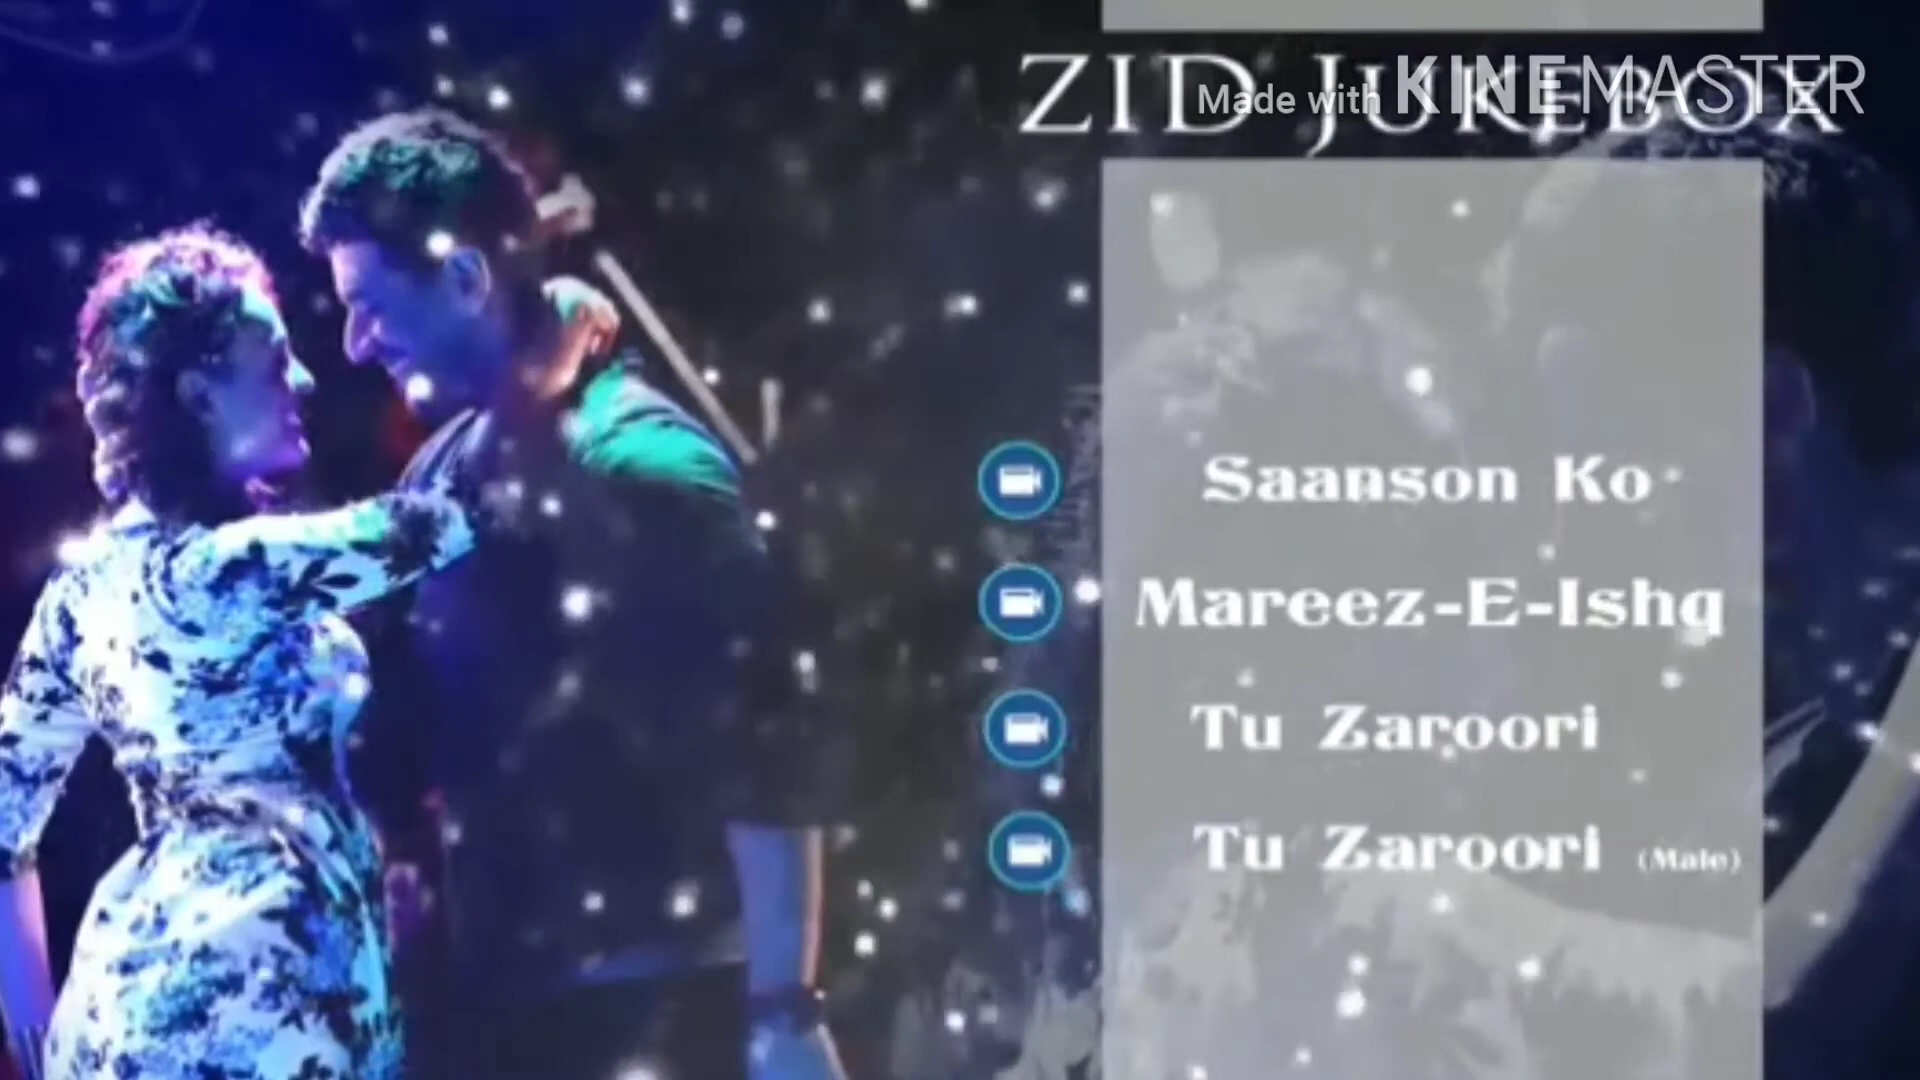 ZID JUKEBOX
Made with KINEMASTER
Saanson Ko
Mareez-E-Ishq
Tu Zaroori
Tu Zaroori (Male)